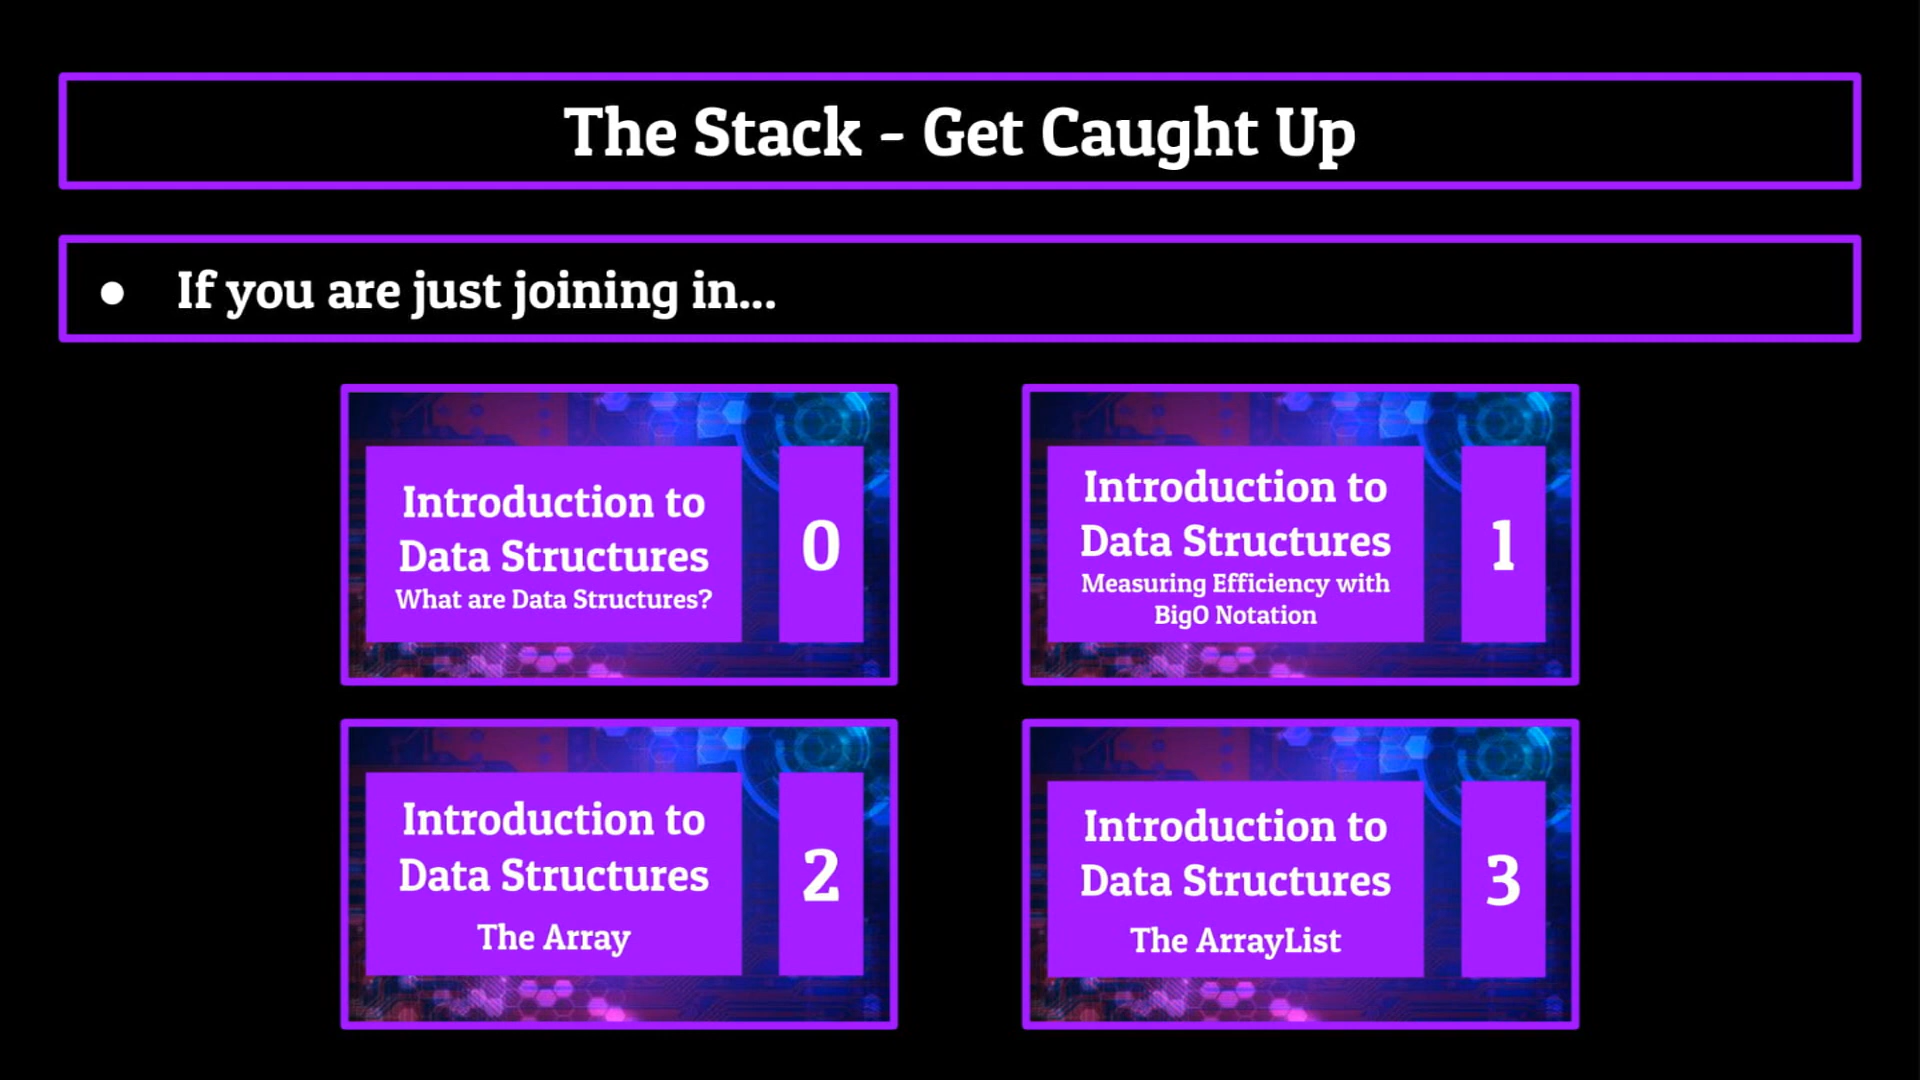 The Stack - Get Caught Up
● If you are just joining in...
Introduction to
Data Structures
What are Data Structures?
0
Introduction to
Data Structures
Measuring Efficiency with
BigO Notation
1
Introduction to
Data Structures
The Array
2
Introduction to
Data Structures
The ArrayList
3